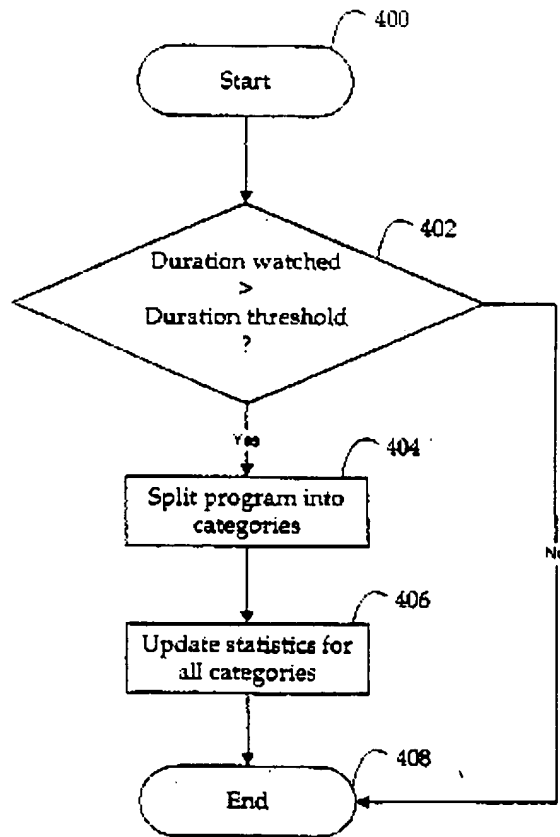 400
Start
402
Duration watched
>
Duration threshold
?
Yes
404
Split program into
categories
No
406
Update statistics for
all categories
408
End